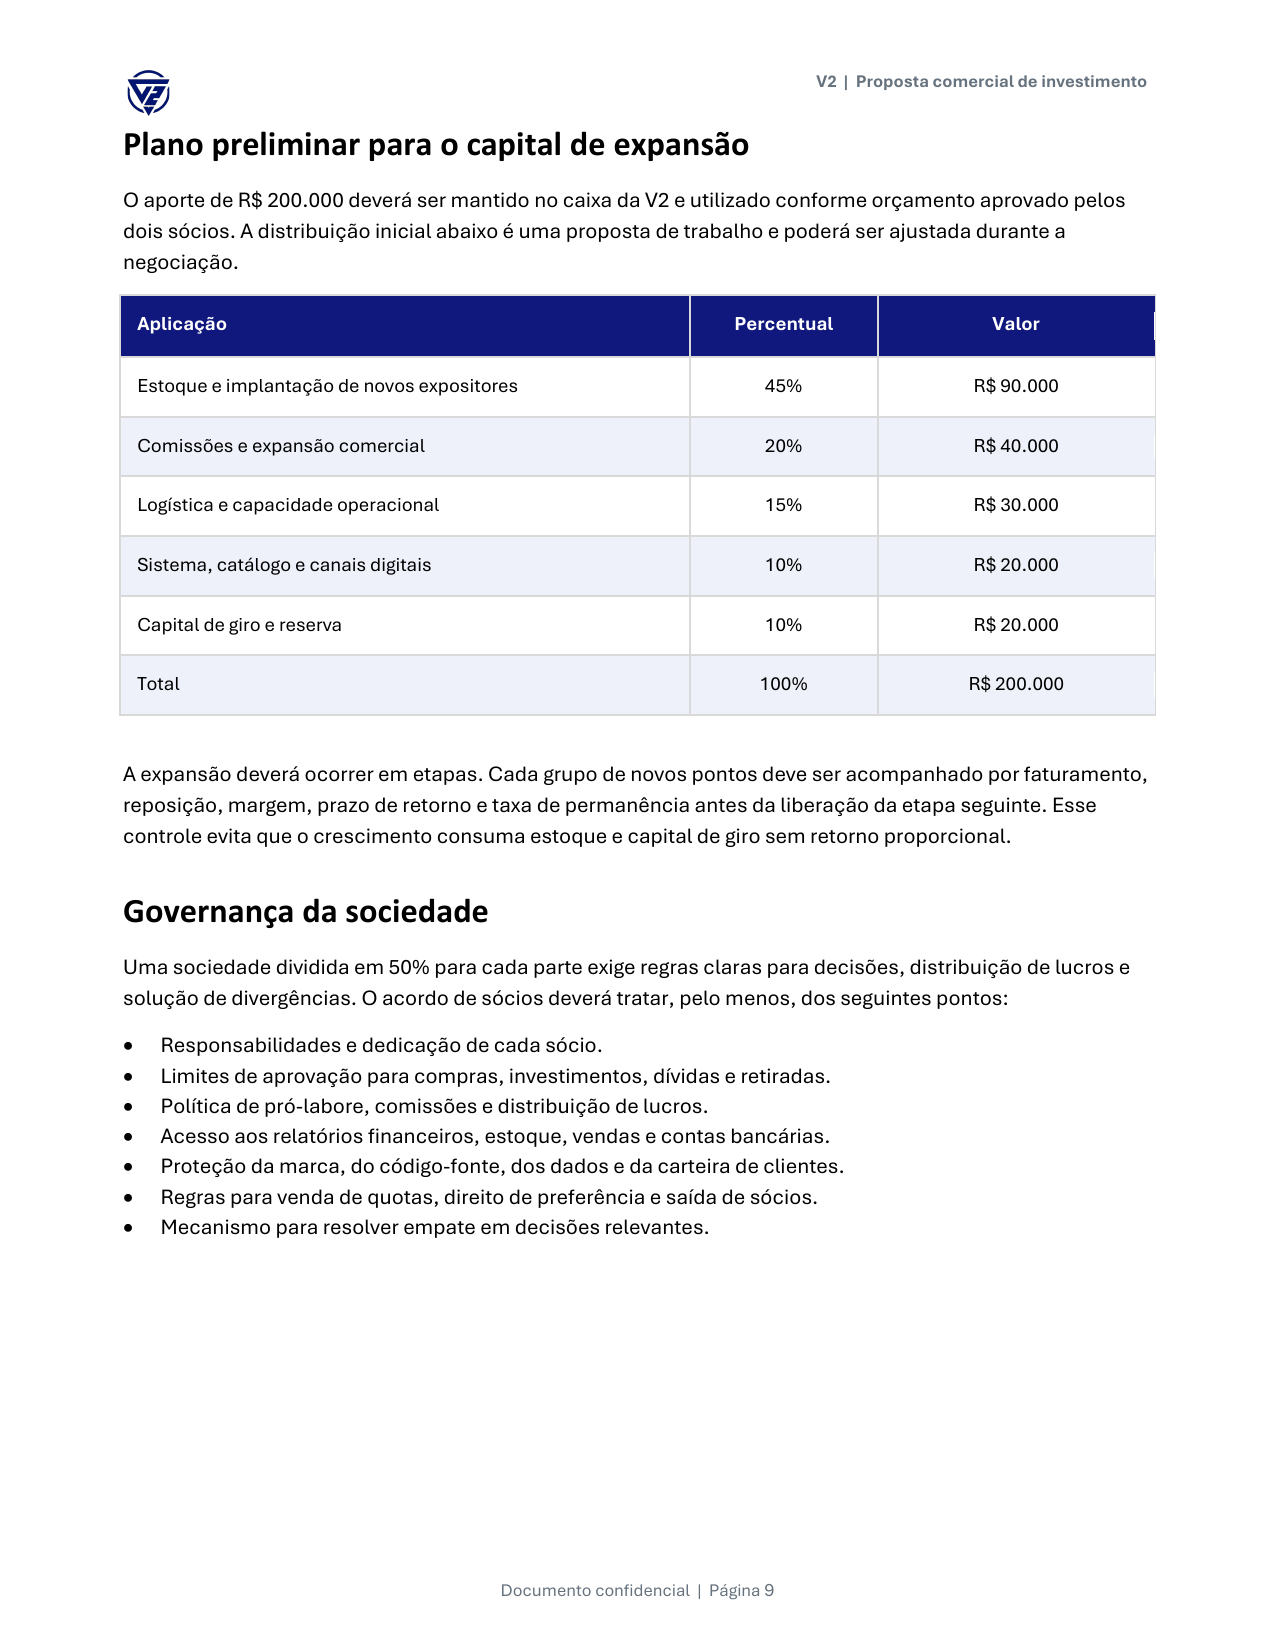 V2 | Proposta comercial de investimento
Plano preliminar para o capital de expansão
O aporte de R$ 200.000 deverá ser mantido no caixa da V2 e utilizado conforme orçamento aprovado pelos
dois sócios. A distribuição inicial abaixo é uma proposta de trabalho e poderá ser ajustada durante a
negociação.
Aplicação Percentual Valor
Estoque e implantação de novos expositores 45% R$ 90.000
Comissões e expansão comercial 20% R$ 40.000
Logística e capacidade operacional 15% R$ 30.000
Sistema, catálogo e canais digitais 10% R$ 20.000
Capital de giro e reserva 10% R$ 20.000
Total 100% R$ 200.000
A expansão deverá ocorrer em etapas. Cada grupo de novos pontos deve ser acompanhado por faturamento,
reposição, margem, prazo de retorno e taxa de permanência antes da liberação da etapa seguinte. Esse
controle evita que o crescimento consuma estoque e capital de giro sem retorno proporcional.
Governança da sociedade
Uma sociedade dividida em 50% para cada parte exige regras claras para decisões, distribuição de lucros e
solução de divergências. O acordo de sócios deverá tratar, pelo menos, dos seguintes pontos:
• Responsabilidades e dedicação de cada sócio.
• Limites de aprovação para compras, investimentos, dívidas e retiradas.
• Política de pró-labore, comissões e distribuição de lucros.
• Acesso aos relatórios financeiros, estoque, vendas e contas bancárias.
• Proteção da marca, do código-fonte, dos dados e da carteira de clientes.
• Regras para venda de quotas, direito de preferência e saída de sócios.
• Mecanismo para resolver empate em decisões relevantes.
Documento confidencial | Página 9